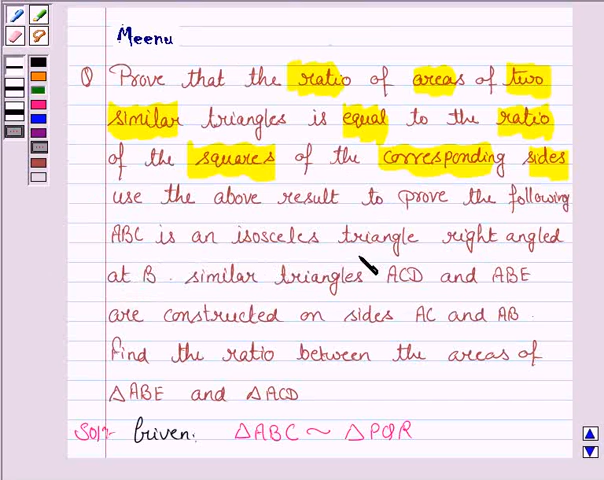 Meenu
Q Prove that the ratio of areas of two
similar triangles is equal to the ratio
of the squares of the corresponding sides
use the above result to prove the following
ABC is an isosceles triangle right angled
at B. similar triangles ACD and ABE
are constructed on sides AC and AB.
Find the ratio between the areas of
△ABE and △ACD
Soln- Given: △ABC ~ △PQR